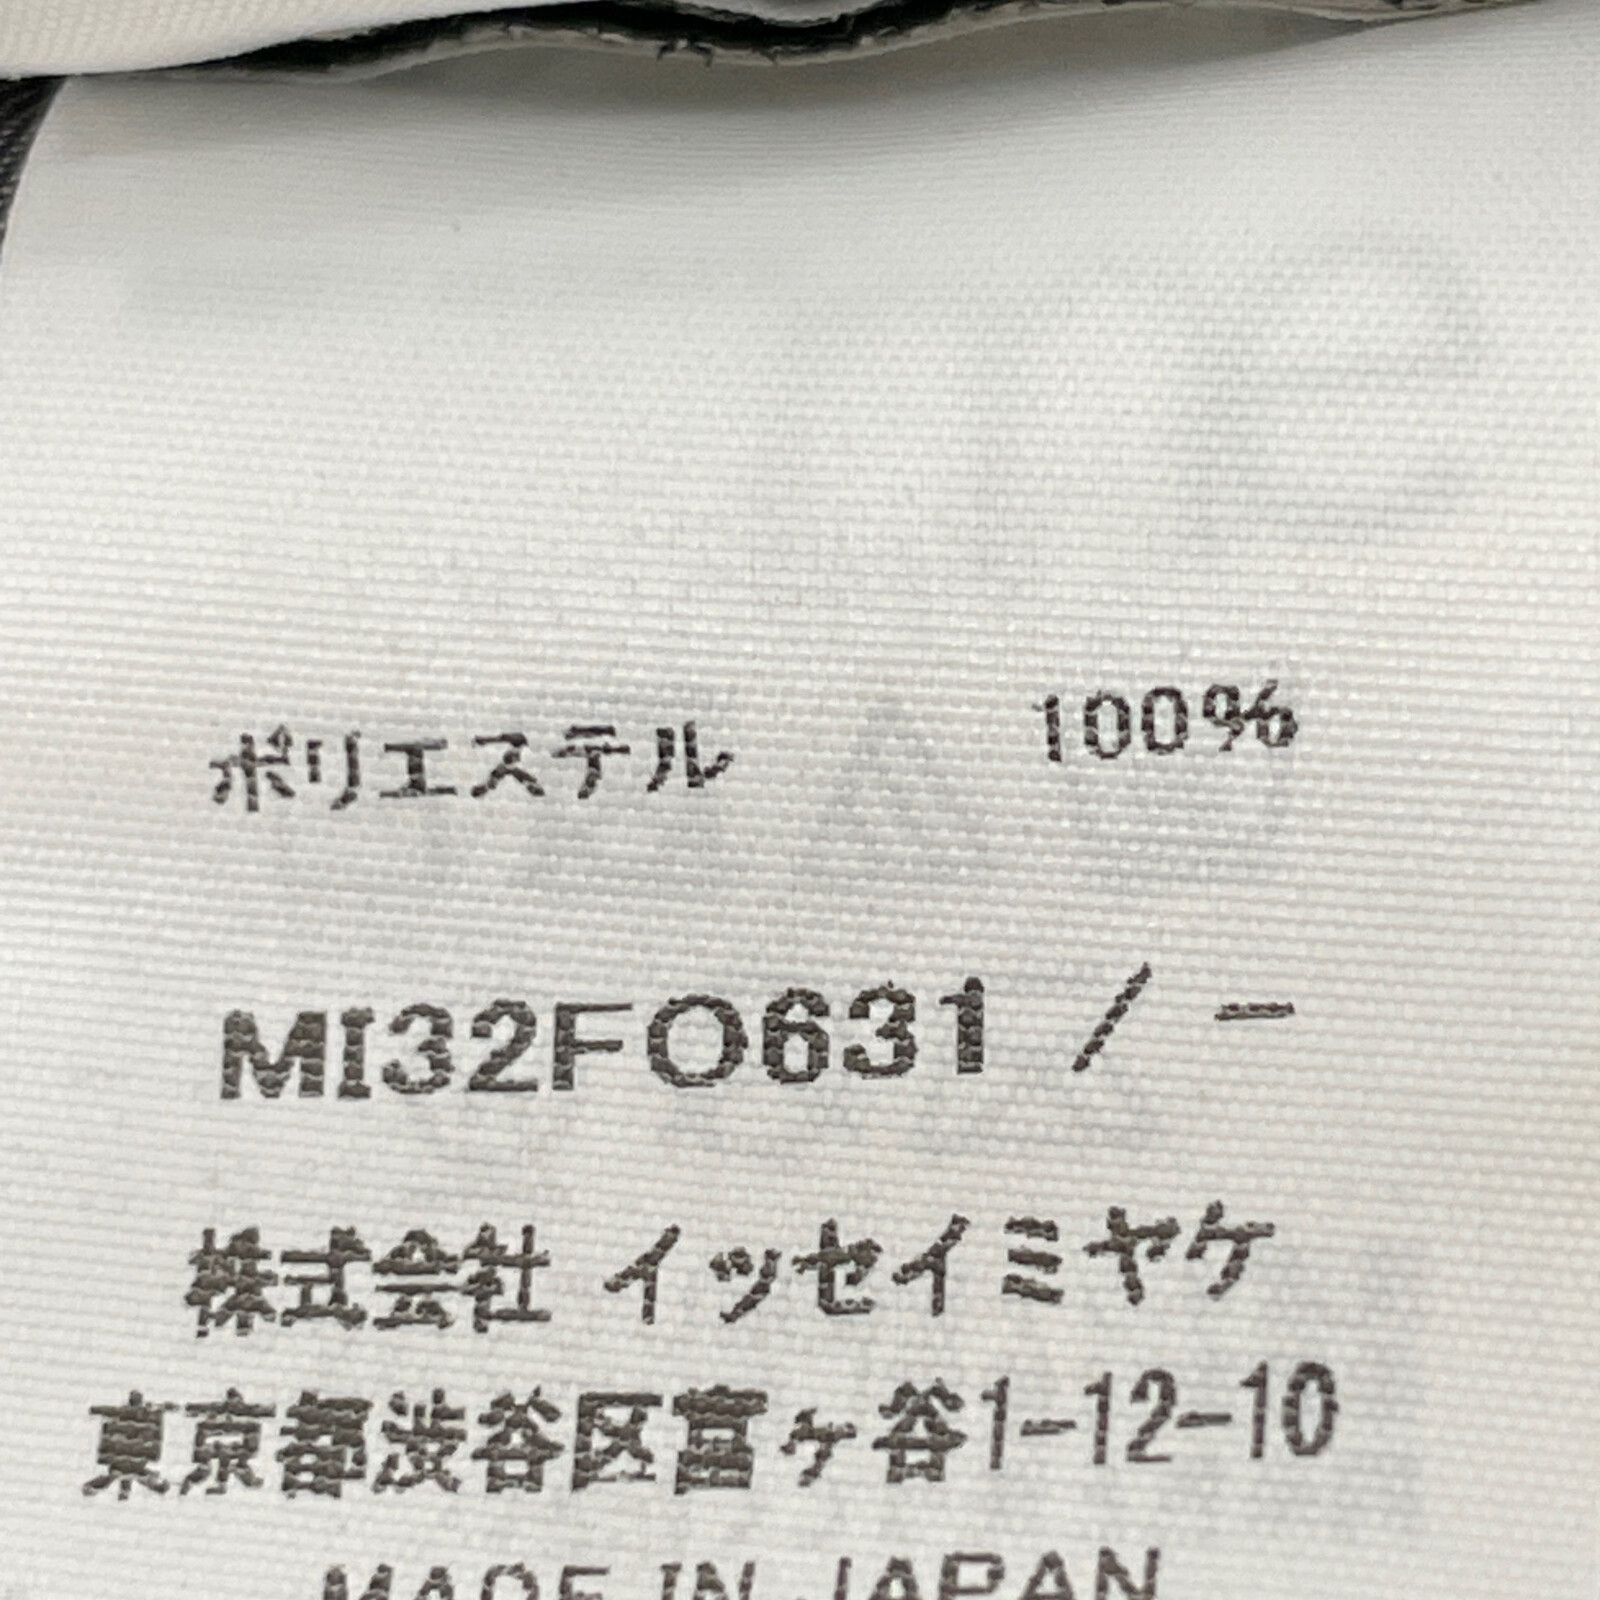 ポリエステル 100%
MI32FO631 / -
株式会社 イッセイミヤケ
東京都渋谷区富ヶ谷1-12-10
MADE IN JAPAN